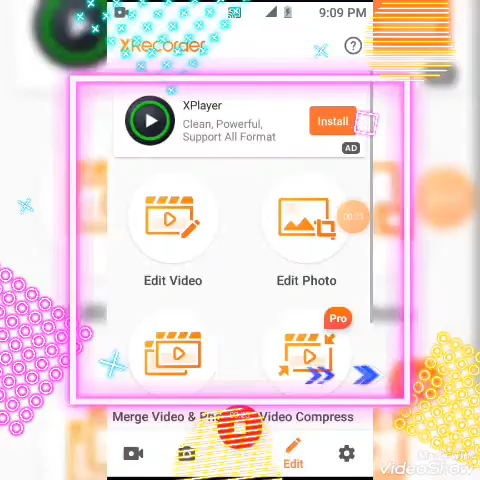 9:09 PM
XRecorder
XPlayer
Clean, Powerful,
Support All Format
Install
AD
Edit Video
Edit Photo
Pro
Merge Video &
Video Compress
Edit
VideoShow